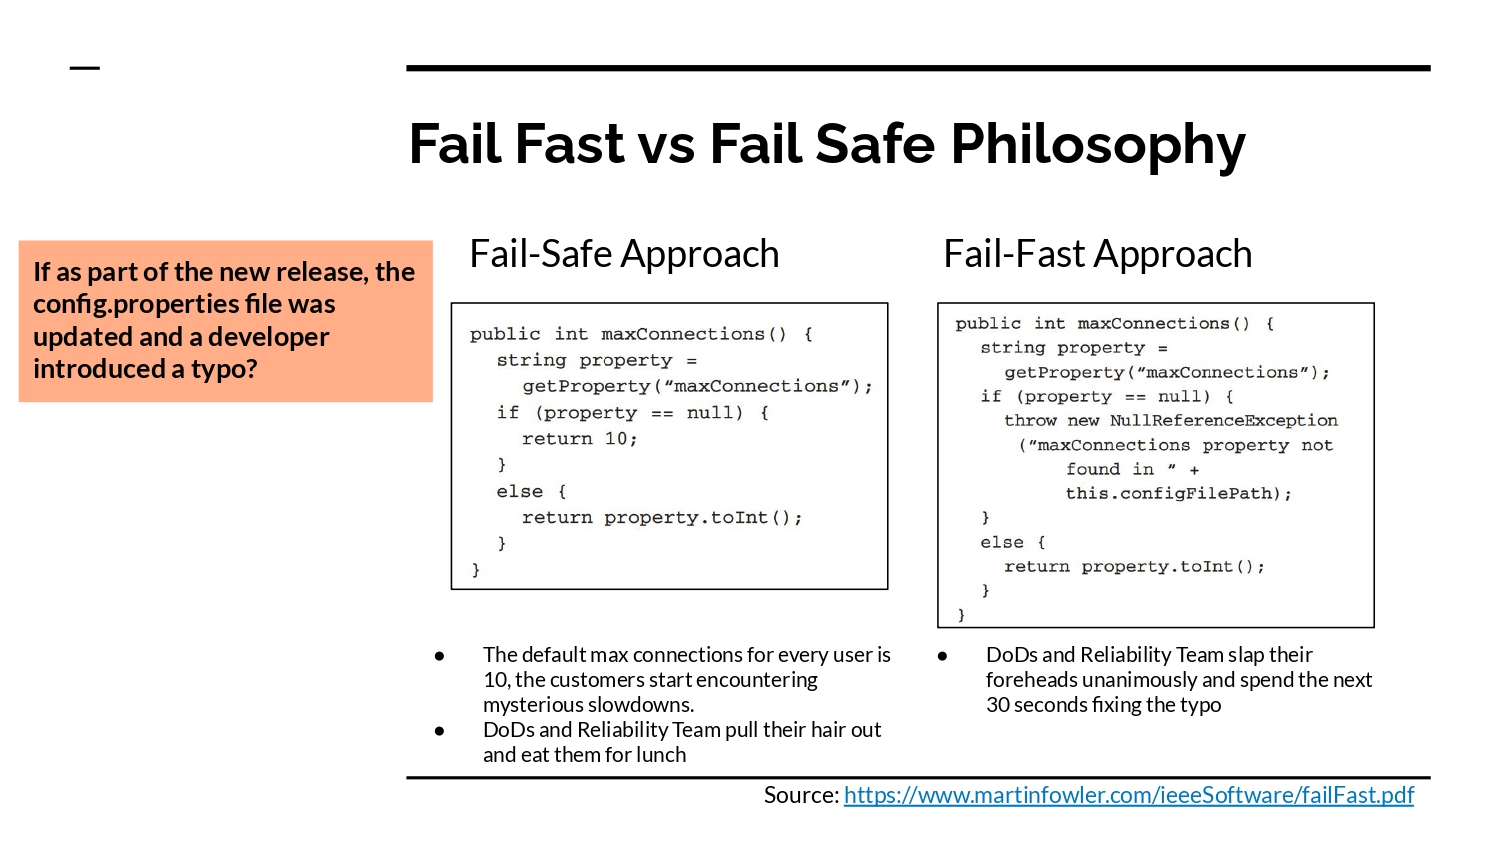 Fail Fast vs Fail Safe Philosophy
If as part of the new release, the
config.properties file was
updated and a developer
introduced a typo?
Fail-Safe Approach
public int maxConnections() {
string property =
getProperty(“maxConnections”);
if (property == null) {
return 10;
}
else {
return property.toInt();
}
}
● The default max connections for every user is
10, the customers start encountering
mysterious slowdowns.
● DoDs and Reliability Team pull their hair out
and eat them for lunch
Fail-Fast Approach
public int maxConnections() {
string property =
getProperty(“maxConnections”);
if (property == null) {
throw new NullReferenceException
(“maxConnections property not
found in “ +
this.configFilePath);
}
else {
return property.toInt();
}
}
● DoDs and Reliability Team slap their
foreheads unanimously and spend the next
30 seconds fixing the typo
Source: https://www.martinfowler.com/ieeeSoftware/failFast.pdf